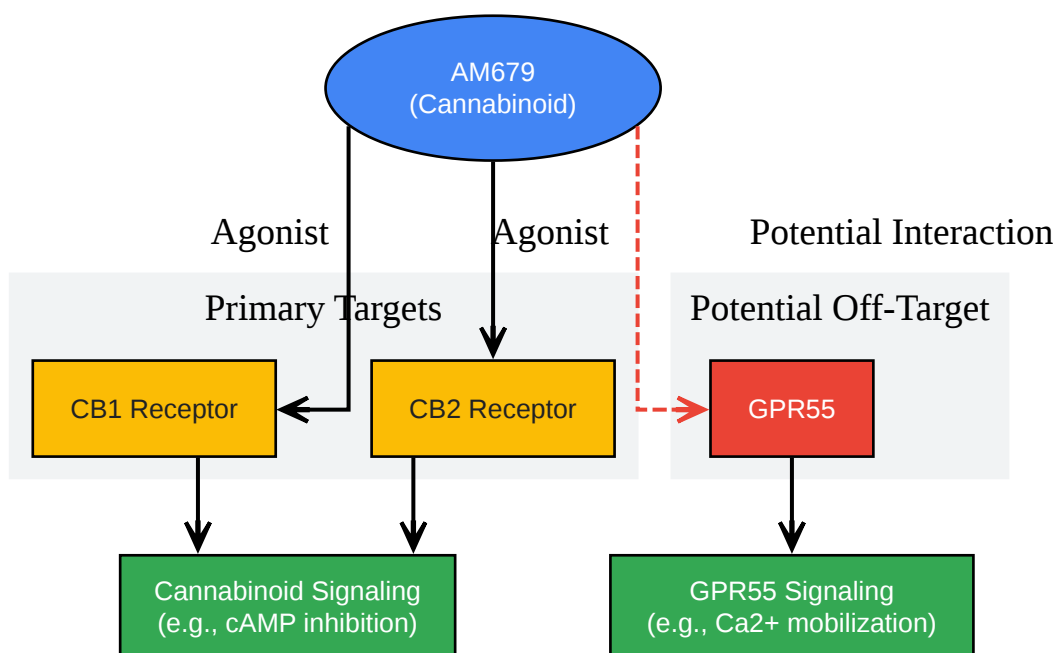 AM679
(Cannabinoid)
Agonist
Agonist
Potential Interaction
Primary Targets
Potential Off-Target
CB1 Receptor
CB2 Receptor
GPR55
Cannabinoid Signaling
(e.g., cAMP inhibition)
GPR55 Signaling
(e.g., Ca2+ mobilization)